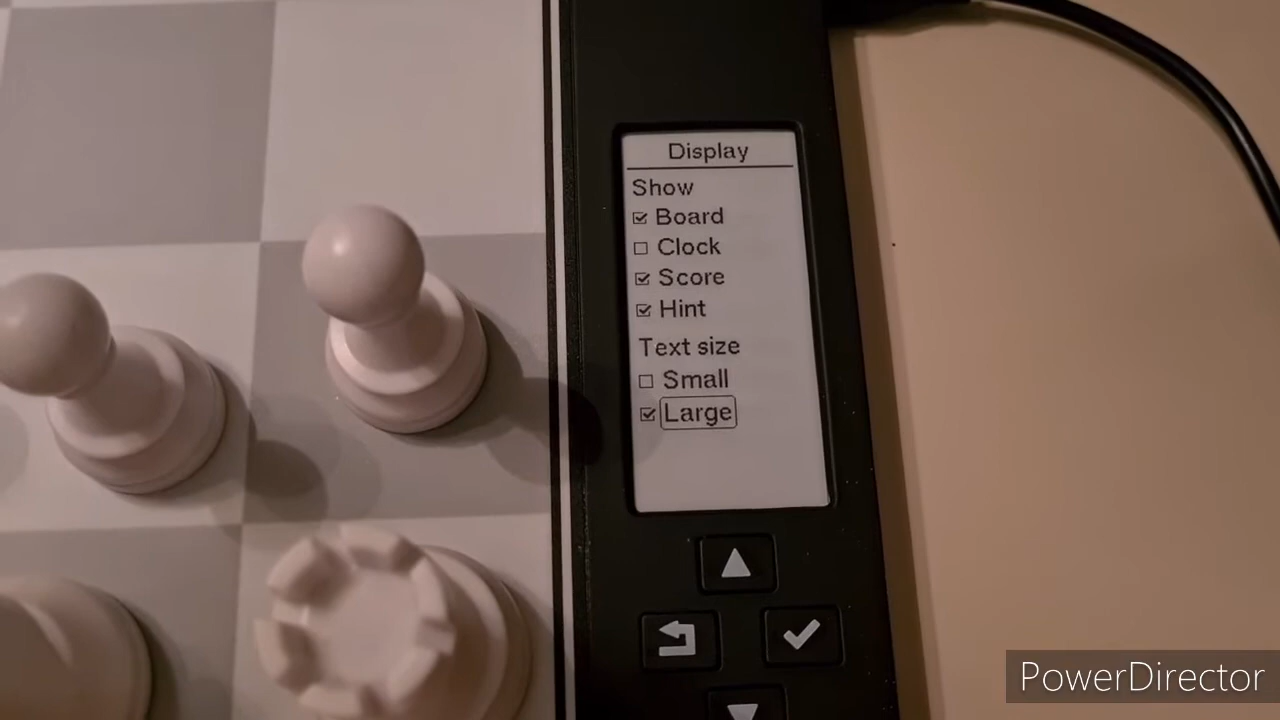 Display
Show
Board
Clock
Score
Hint
Text size
Small
Large
PowerDirector